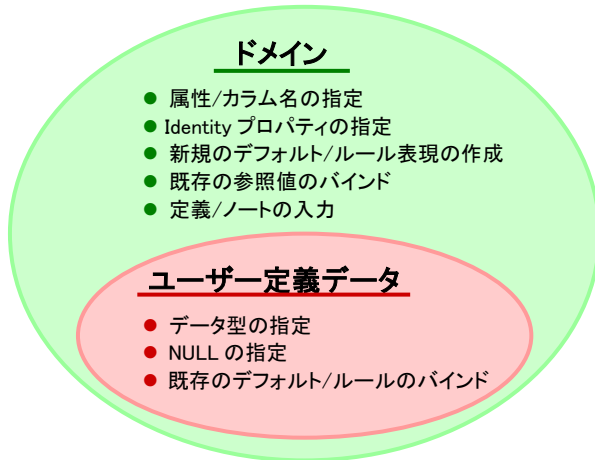 ドメイン
● 属性/カラム名の指定
● Identity プロパティの指定
● 新規のデフォルト/ルール表現の作成
● 既存の参照値のバインド
● 定義/ノートの入力
ユーザー定義データ
● データ型の指定
● NULL の指定
● 既存のデフォルト/ルールのバインド